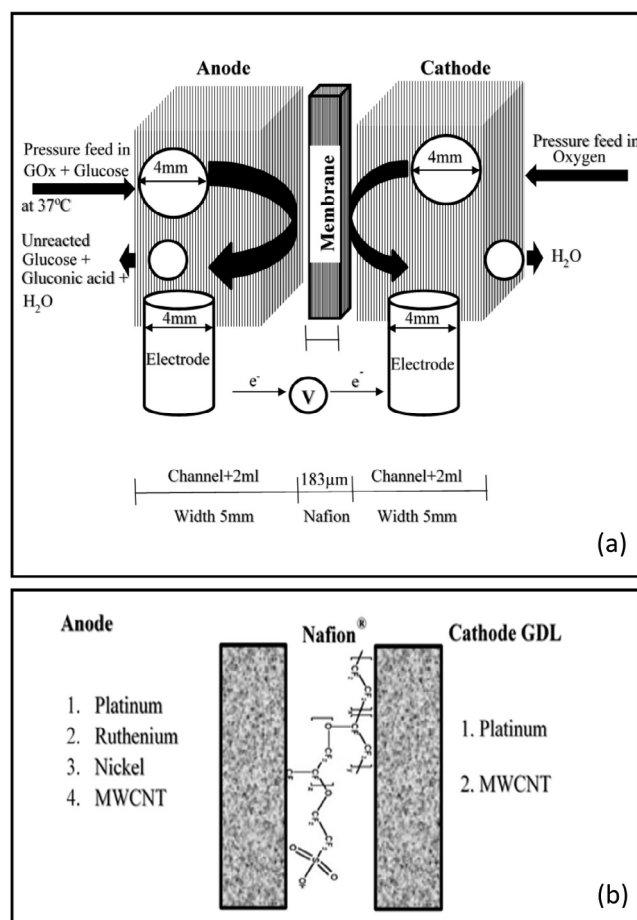 Anode
Cathode
Pressure feed in
GOx + Glucose
at 37⁰C
4mm
Membrane
4mm
Pressure feed in
Oxygen
Unreacted
Glucose +
Gluconic acid +
H₂O
H₂O
4mm
Electrode
4mm
Electrode
e⁻
V
e⁻
Channel+2ml
183µm
Channel+2ml
Width 5mm
Nafion
Width 5mm
(a)
Anode
Nafion®
Cathode GDL
1. Platinum
2. Ruthenium
3. Nickel
4. MWCNT
1. Platinum
2. MWCNT
(b)